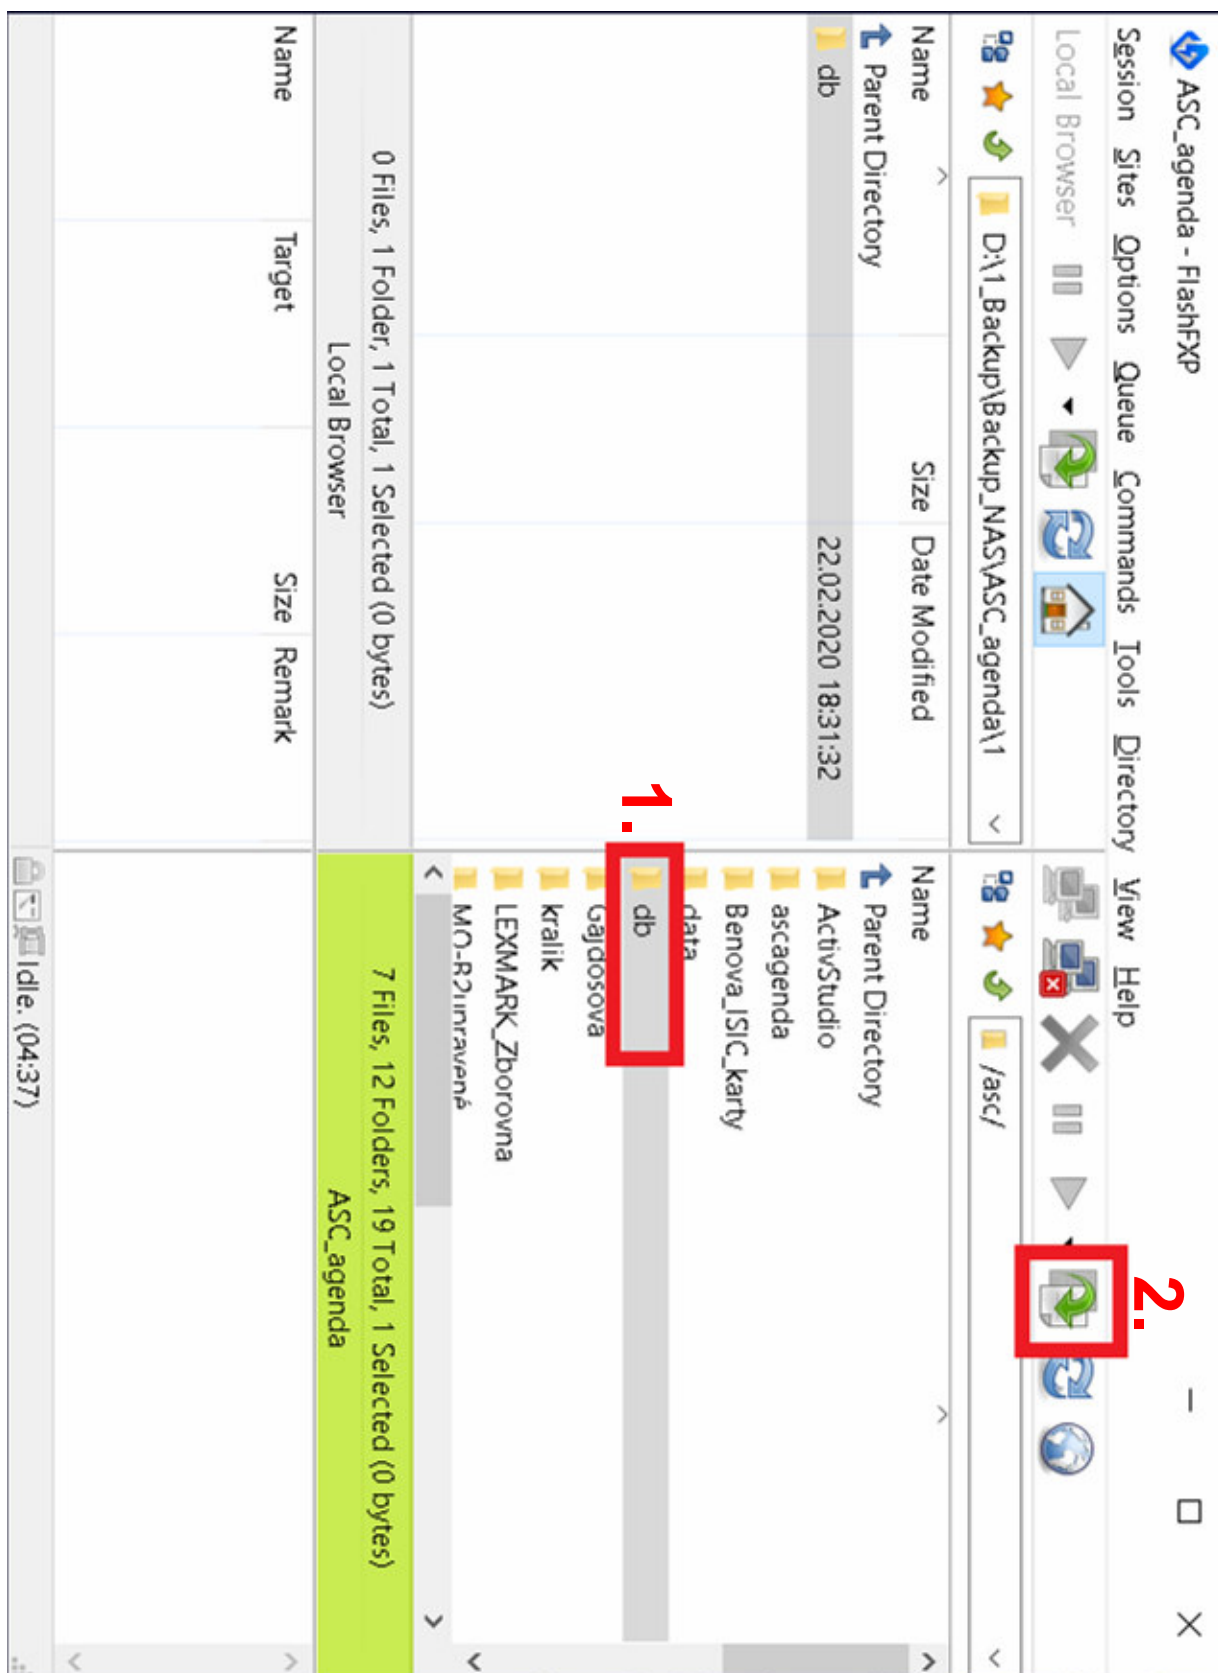 ASC_agenda - FlashFXP
Session Sites Options Queue Commands Tools Directory View Help
Local Browser
2.
D:\1_Backup\Backup_NAS\ASC_agenda\1
/asc/
Name Size Date Modified
Parent Directory
db 22.02.2020 18:31:32
Name
Parent Directory
ActivStudio
ascagenda
Benova_ISIC_karty
data
1.
db
Gajdosova
kralik
LEXMARK_Zborovna
MO-R2upravené
0 Files, 1 Folder, 1 Total, 1 Selected (0 bytes)
Local Browser
7 Files, 12 Folders, 19 Total, 1 Selected (0 bytes)
ASC_agenda
Name Target Size Remark
Idle. (04:37)